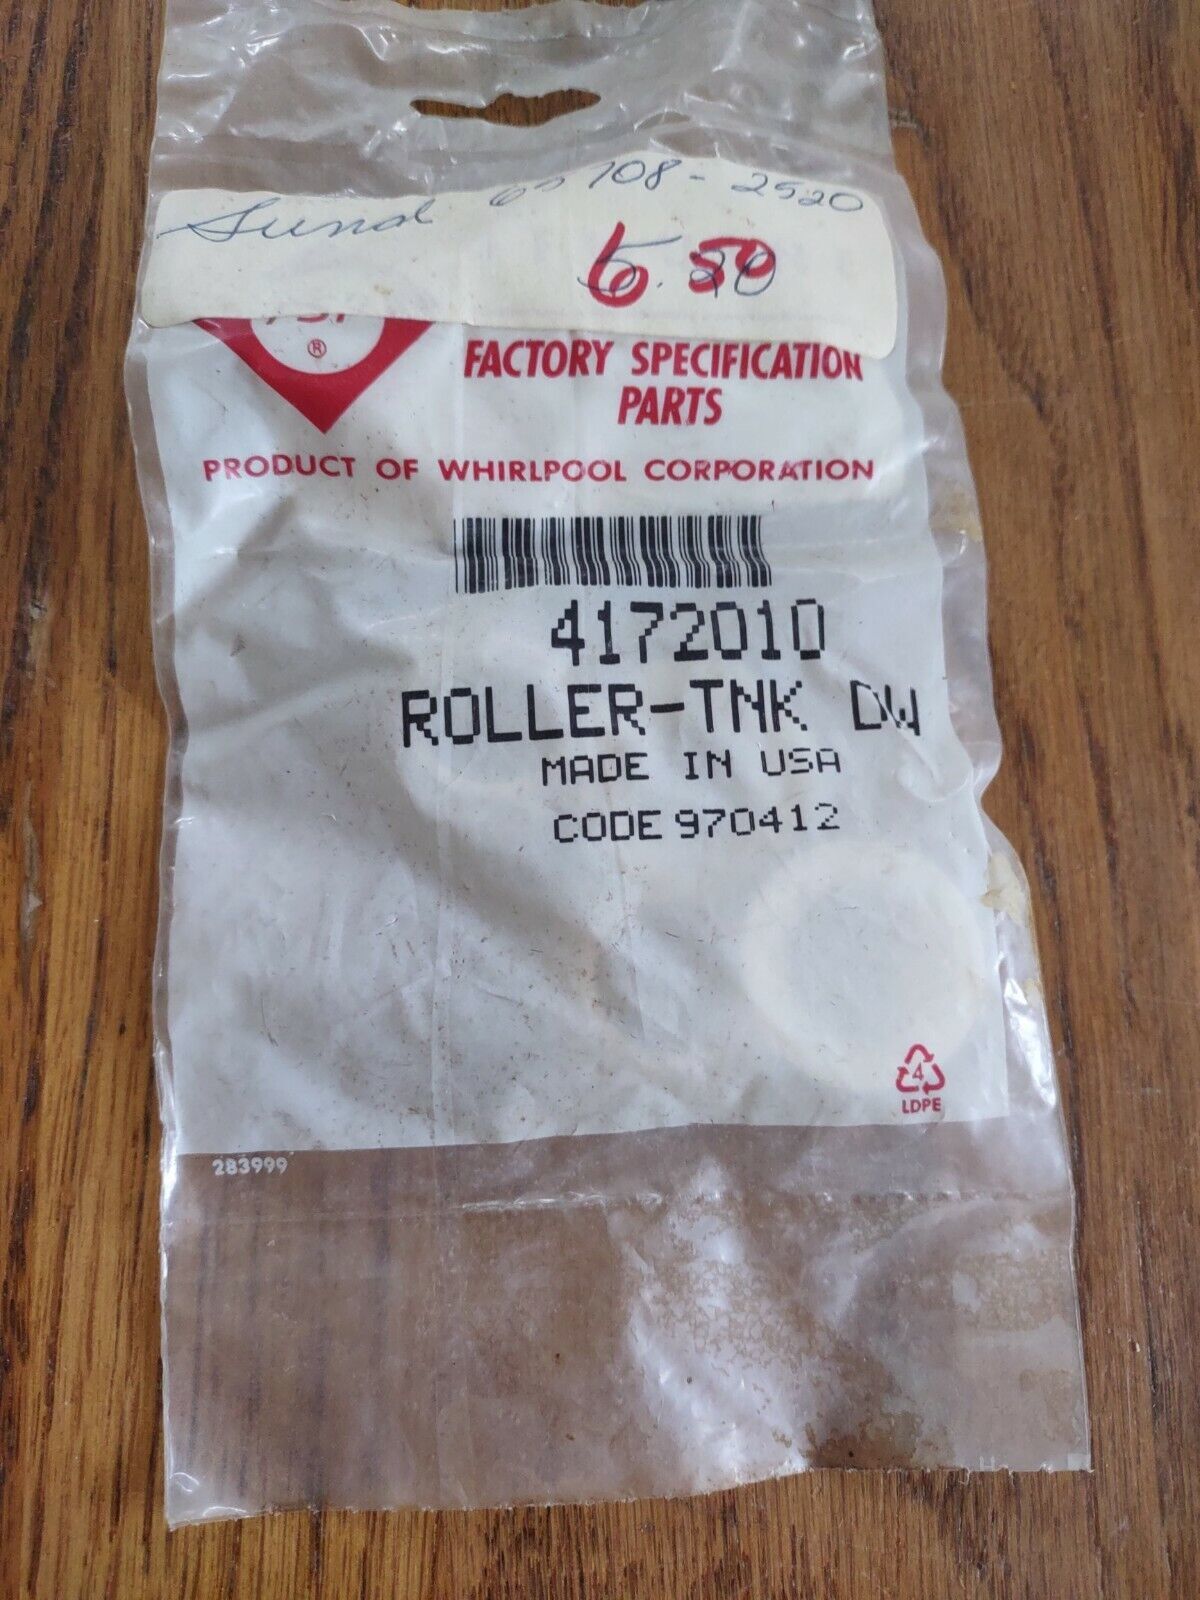 108-2520
6.50
FSP
®
FACTORY SPECIFICATION
PARTS
PRODUCT OF WHIRLPOOL CORPORATION
4172010
ROLLER-TNK DW
MADE IN USA
CODE 970412
4
LDPE
283999